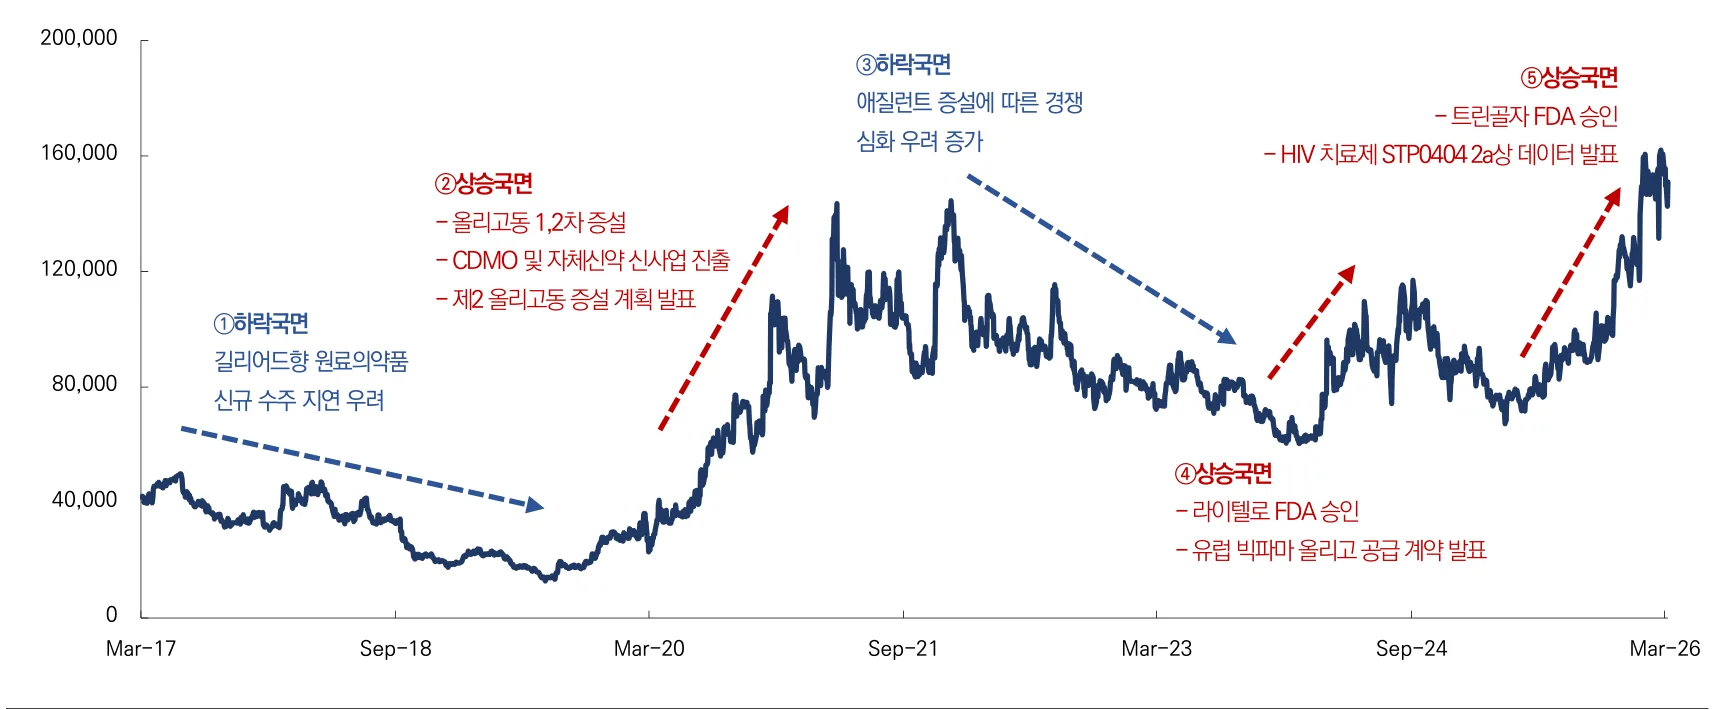 200,000
160,000
120,000
80,000
40,000
0
①하락국면
길리어드향 원료의약품
신규 수주 지연 우려
②상승국면
– 올리고동 1,2차 증설
– CDMO 및 자체신약 신사업 진출
– 제2 올리고동 증설 계획 발표
③하락국면
애질런트 증설에 따른 경쟁
심화 우려 증가
④상승국면
– 라이텔로 FDA 승인
– 유럽 빅파마 올리고 공급 계약 발표
⑤상승국면
– 트린골자 FDA 승인
– HIV 치료제 STP0404 2a상 데이터 발표
Mar–17
Sep–18
Mar–20
Sep–21
Mar–23
Sep–24
Mar–26